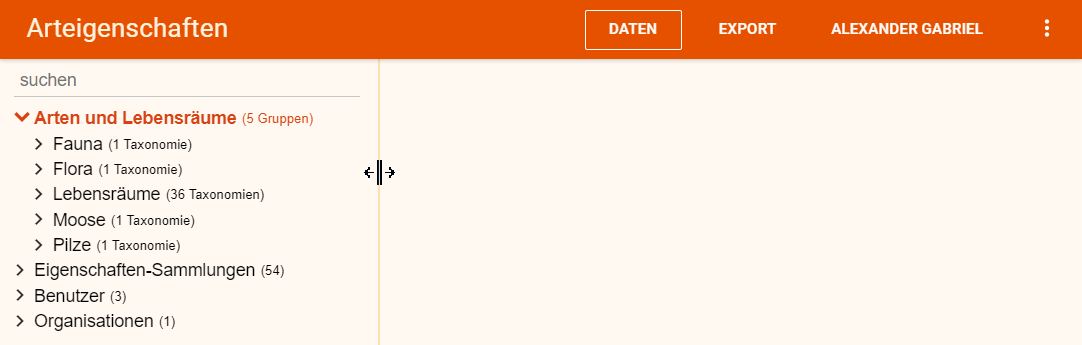 Arteigenschaften DATEN EXPORT ALEXANDER GABRIEL
suchen
Arten und Lebensräume (5 Gruppen)
Fauna (1 Taxonomie)
Flora (1 Taxonomie)
Lebensräume (36 Taxonomien)
Moose (1 Taxonomie)
Pilze (1 Taxonomie)
Eigenschaften-Sammlungen (54)
Benutzer (3)
Organisationen (1)